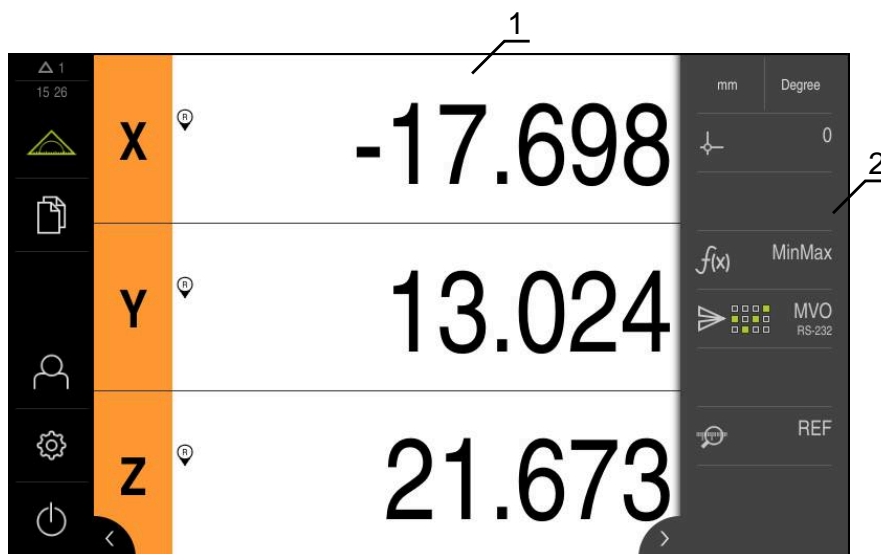 1
1
15 26
mm Degree
X R -17.698
0
2
f(x) MinMax
Y R 13.024
MVO
RS-232
REF
Z R 21.673